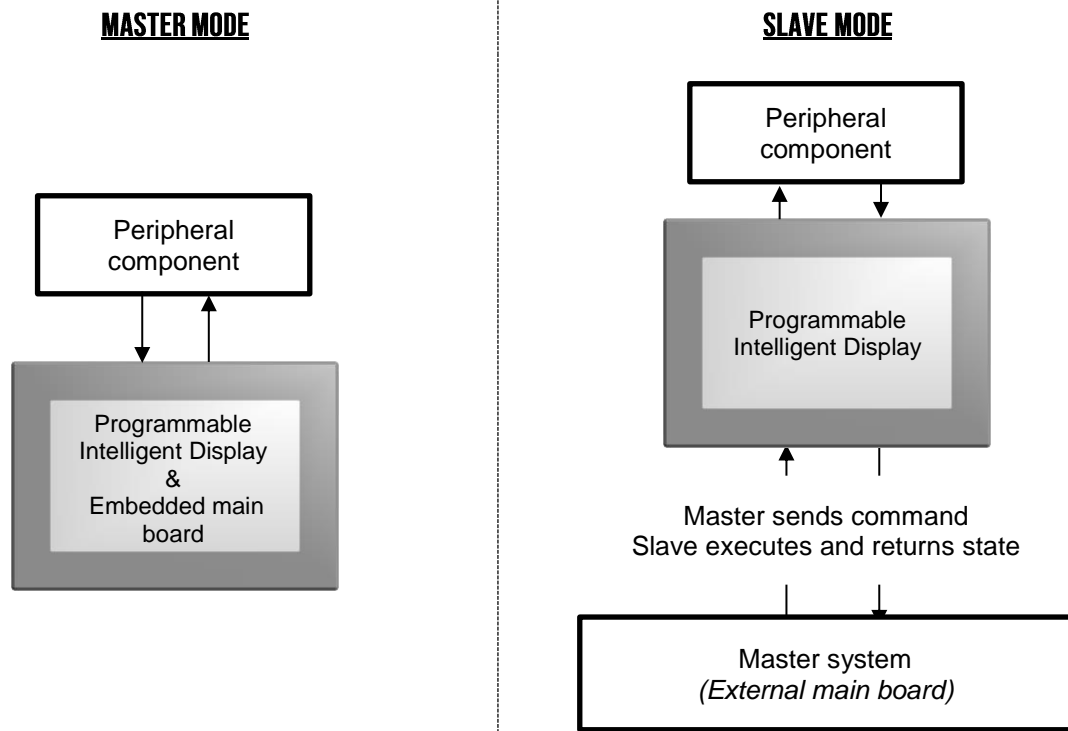 MASTER MODE
Peripheral
component
Programmable
Intelligent Display
&
Embedded main
board
SLAVE MODE
Peripheral
component
Programmable
Intelligent Display
Master sends command
Slave executes and returns state
Master system
(External main board)